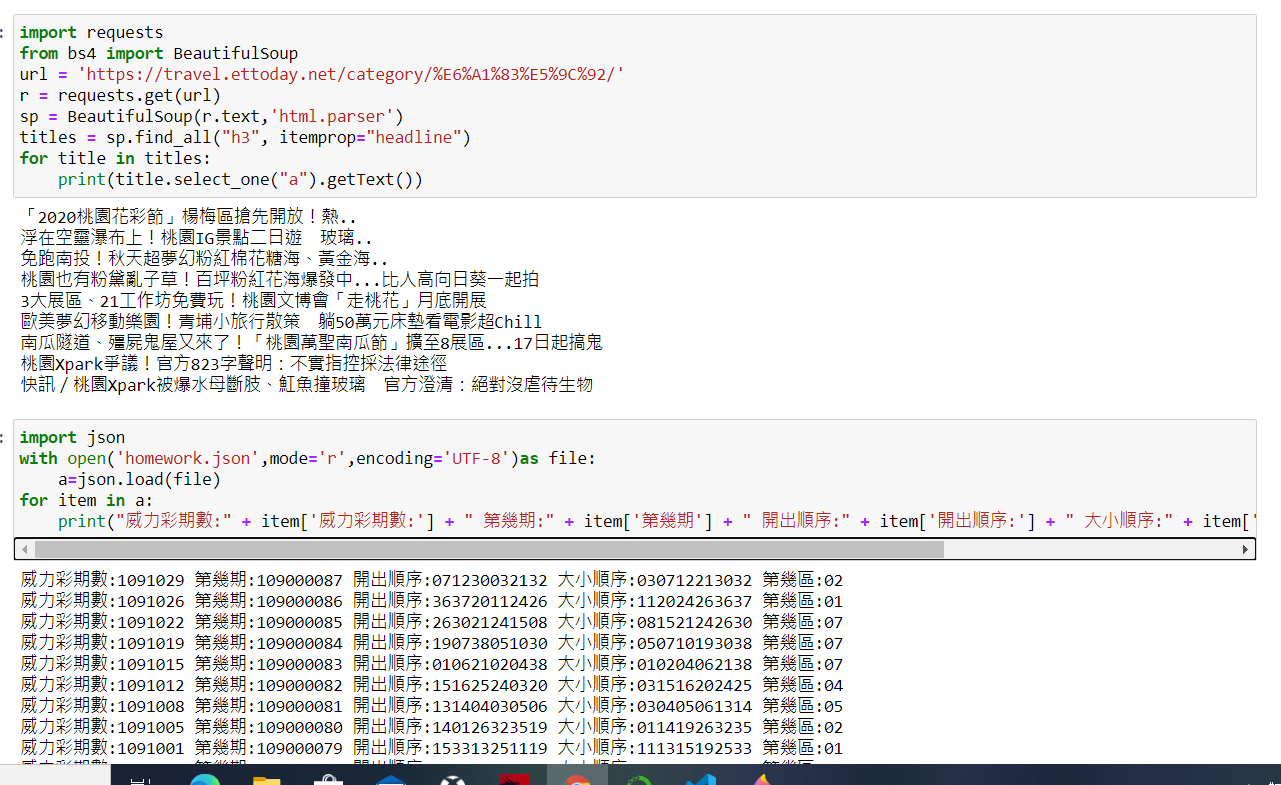 :
import requests
from bs4 import BeautifulSoup
url = 'https://travel.ettoday.net/category/%E6%A1%83%E5%9C%92/'
r = requests.get(url)
sp = BeautifulSoup(r.text,'html.parser')
titles = sp.find_all("h3", itemprop="headline")
for title in titles:
    print(title.select_one("a").getText())
「2020桃園花彩節」楊梅區搶先開放！熱..
浮在空靈瀑布上！桃園IG景點二日遊　玻璃..
免跑南投！秋天超夢幻粉紅棉花糖海、黃金海..
桃園也有粉黛亂子草！百坪粉紅花海爆發中...比人高向日葵一起拍
3大展區、21工作坊免費玩！桃園文博會「走桃花」月底開展
歐美夢幻移動樂園！青埔小旅行散策　躺50萬元床墊看電影超Chill
南瓜隧道、殭屍鬼屋又來了！「桃園萬聖南瓜節」擴至8展區...17日起搞鬼
桃園Xpark爭議！官方823字聲明：不實指控採法律途徑
快訊／桃園Xpark被爆水母斷肢、魟魚撞玻璃　官方澄清：絕對沒虐待生物
:
import json
with open('homework.json',mode='r',encoding='UTF-8')as file:
    a=json.load(file)
for item in a:
    print("威力彩期數:" + item['威力彩期數:'] + " 第幾期:" + item['第幾期'] + " 開出順序:" + item['開出順序:'] + " 大小順序:" + item['
威力彩期數:1091029 第幾期:109000087 開出順序:071230032132 大小順序:030712213032 第幾區:02
威力彩期數:1091026 第幾期:109000086 開出順序:363720112426 大小順序:112024263637 第幾區:01
威力彩期數:1091022 第幾期:109000085 開出順序:263021241508 大小順序:081521242630 第幾區:07
威力彩期數:1091019 第幾期:109000084 開出順序:190738051030 大小順序:050710193038 第幾區:07
威力彩期數:1091015 第幾期:109000083 開出順序:010621020438 大小順序:010204062138 第幾區:07
威力彩期數:1091012 第幾期:109000082 開出順序:151625240320 大小順序:031516202425 第幾區:04
威力彩期數:1091008 第幾期:109000081 開出順序:131404030506 大小順序:030405061314 第幾區:05
威力彩期數:1091005 第幾期:109000080 開出順序:140126323519 大小順序:011419263235 第幾區:02
威力彩期數:1091001 第幾期:109000079 開出順序:153313251119 大小順序:111315192533 第幾區:01